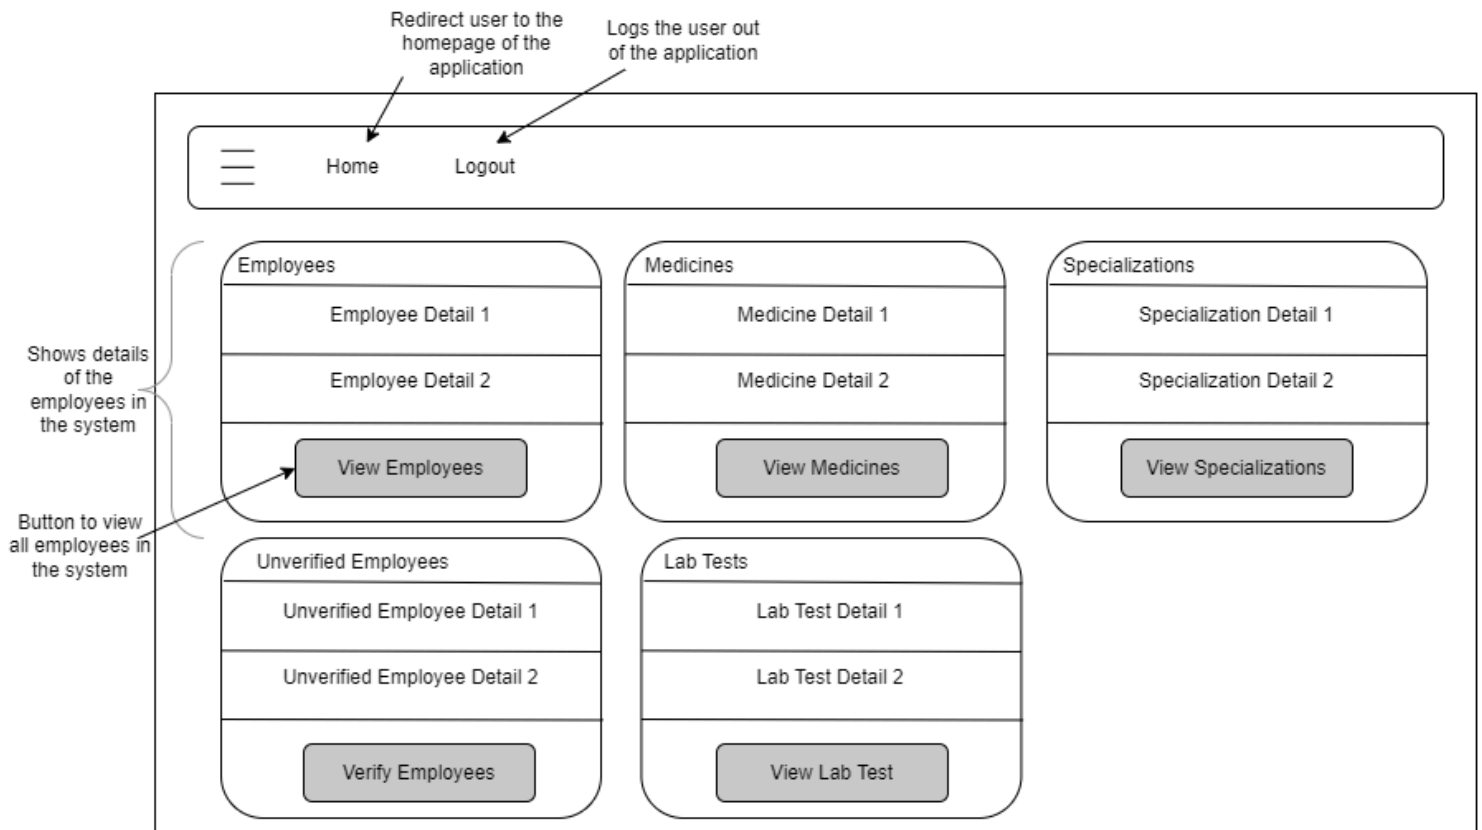 Redirect user to the
homepage of the
application
Logs the user out
of the application
Home
Logout
Employees
Employee Detail 1
Employee Detail 2
View Employees
Medicines
Medicine Detail 1
Medicine Detail 2
View Medicines
Specializations
Specialization Detail 1
Specialization Detail 2
View Specializations
Shows details
of the
employees in
the system
Button to view
all employees in
the system
Unverified Employees
Unverified Employee Detail 1
Unverified Employee Detail 2
Verify Employees
Lab Tests
Lab Test Detail 1
Lab Test Detail 2
View Lab Test